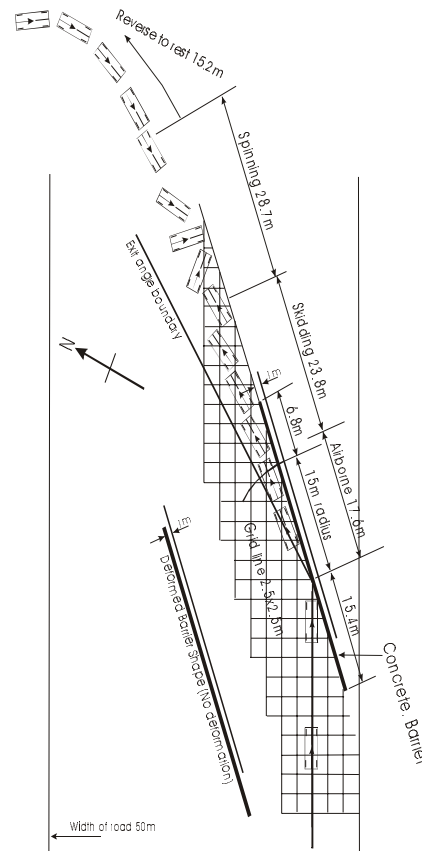 Reverse to rest 15.2m
Spinning 28.7m
Exit angle boundary
Skidding 23.8m
N
1m
6.8m
Airborne 17.6m
15m radius
Grid line 2.5x2.5m
1m
15.4m
Deformed Barrier Shape (No deformation)
Concrete. Barrier
Width of road 50m